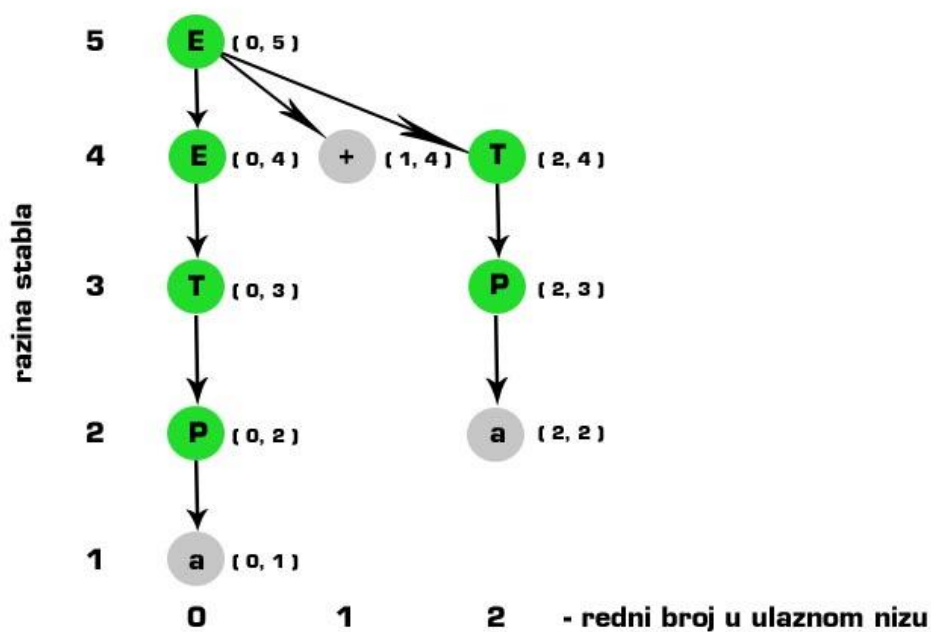 5 E ( 0, 5 )
4 E ( 0, 4 ) + ( 1, 4 ) T ( 2, 4 )
3 T ( 0, 3 ) P ( 2, 3 )
2 P ( 0, 2 ) a ( 2, 2 )
1 a ( 0, 1 )
0 1 2 - redni broj u ulaznom nizu
razina stabla